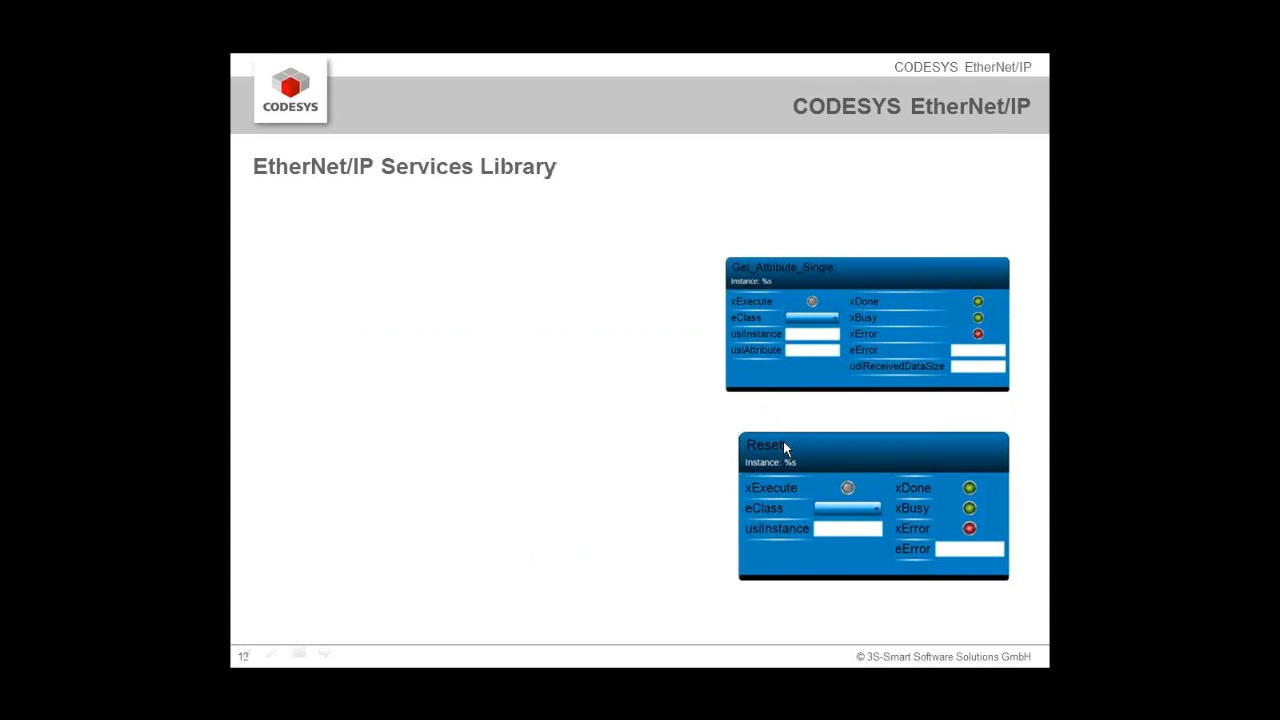 CODESYS EtherNet/IP
CODESYS
CODESYS EtherNet/IP
EtherNet/IP Services Library
Get_Attribute_Single
Instance: %s
xExecute xDone
eClass xBusy
usiInstance xError
usiAttribute eError
udiReceivedDataSize
Reset
Instance: %s
xExecute xDone
eClass xBusy
usiInstance xError
eError
13 © 3S-Smart Software Solutions GmbH